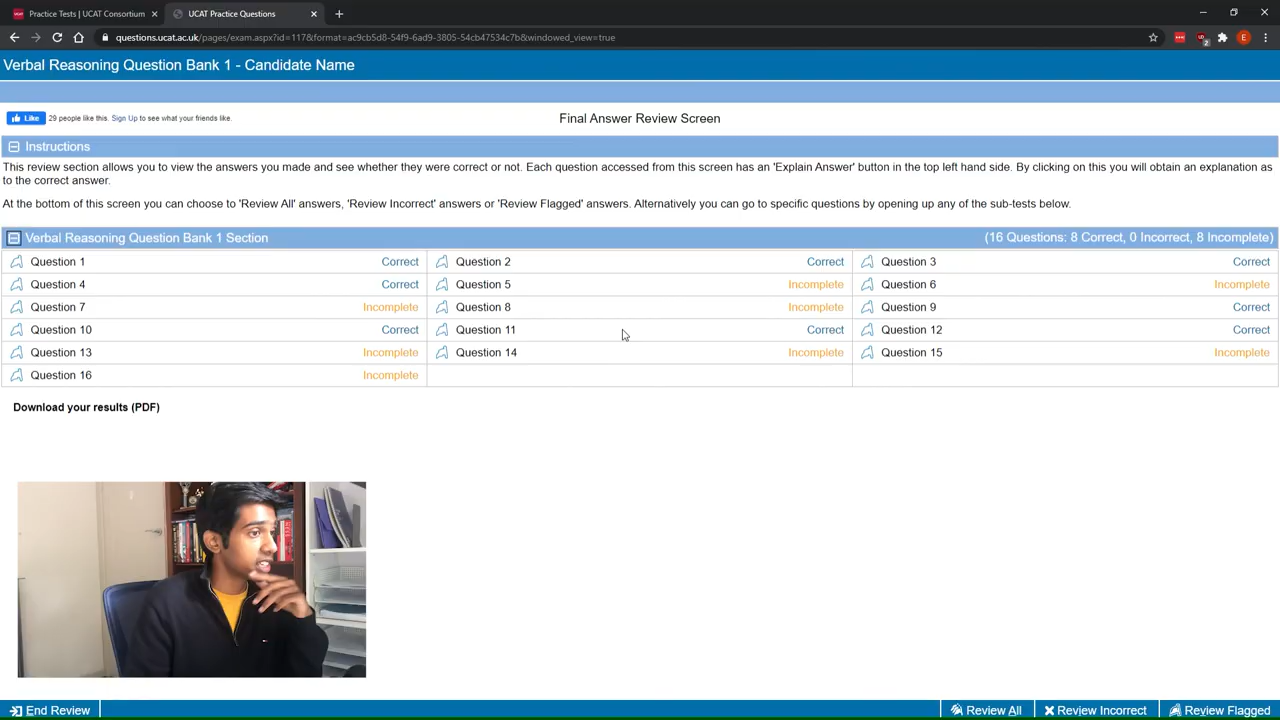 Practice Tests | UCAT Consortium
UCAT Practice Questions
questions.ucat.ac.uk/pages/exam.aspx?id=117&format=ac9cb5d8-54f9-6ad9-3805-54cb47534c7b&windowed_view=true
E
2
Verbal Reasoning Question Bank 1 - Candidate Name
Like 29 people like this. Sign Up to see what your friends like.
Final Answer Review Screen
Instructions
This review section allows you to view the answers you made and see whether they were correct or not. Each question accessed from this screen has an 'Explain Answer' button in the top left hand side. By clicking on this you will obtain an explanation as
to the correct answer.
At the bottom of this screen you can choose to 'Review All' answers, 'Review Incorrect' answers or 'Review Flagged' answers. Alternatively you can go to specific questions by opening up any of the sub-tests below.
Verbal Reasoning Question Bank 1 Section (16 Questions: 8 Correct, 0 Incorrect, 8 Incomplete)
Question 1 Correct Question 2 Correct Question 3 Correct
Question 4 Correct Question 5 Incomplete Question 6 Incomplete
Question 7 Incomplete Question 8 Incomplete Question 9 Correct
Question 10 Correct Question 11 Correct Question 12 Correct
Question 13 Incomplete Question 14 Incomplete Question 15 Incomplete
Question 16 Incomplete
Download your results (PDF)
End Review Review All Review Incorrect Review Flagged